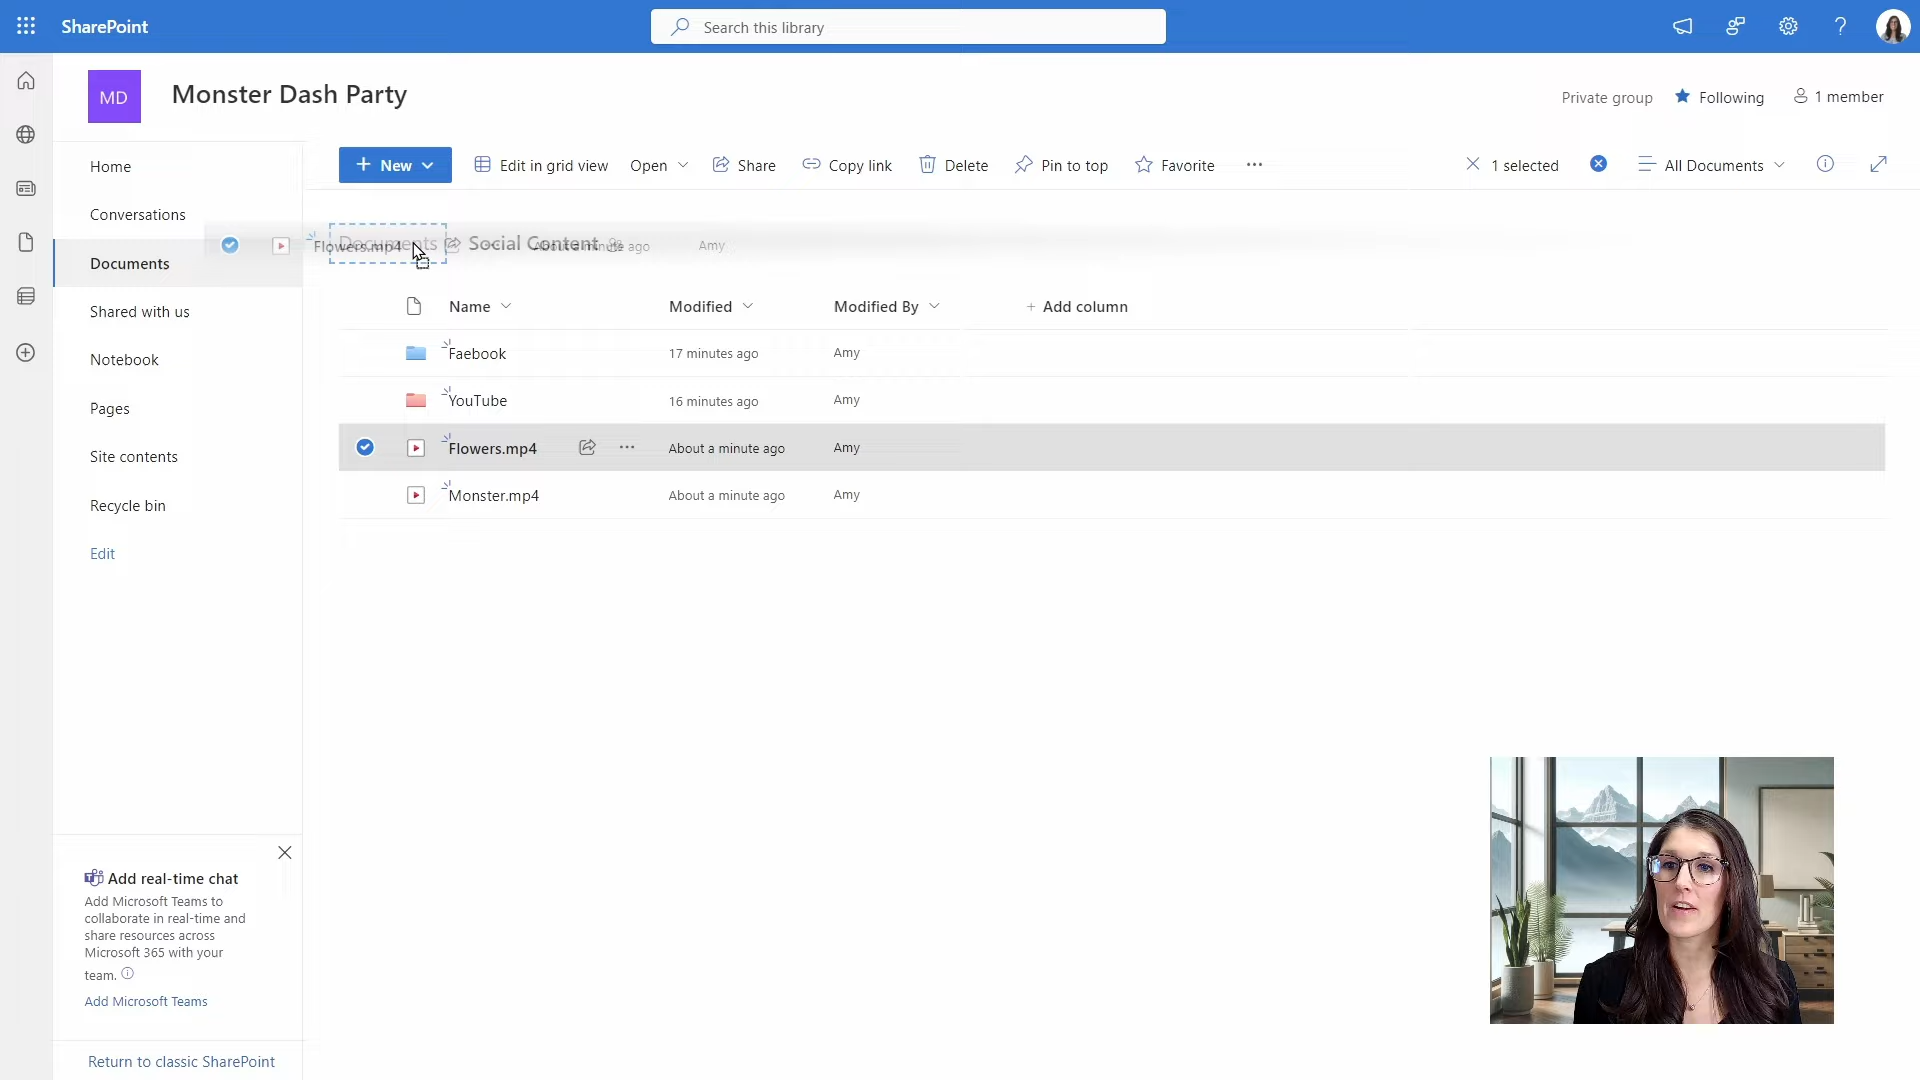 SharePoint
Search this library
MD
Monster Dash Party
Private group
Following
1 member
Home
Conversations
Documents
Shared with us
Notebook
Pages
Site contents
Recycle bin
Edit
New
Edit in grid view
Open
Share
Copy link
Delete
Pin to top
Favorite
1 selected
All Documents
Documents
Social Content
Flowers.mp4
About a minute ago
Amy
Name
Modified
Modified By
Add column
Faebook
17 minutes ago
Amy
YouTube
16 minutes ago
Amy
Flowers.mp4
About a minute ago
Amy
Monster.mp4
About a minute ago
Amy
Add real-time chat
Add Microsoft Teams to
collaborate in real-time and
share resources across
Microsoft 365 with your
team.
Add Microsoft Teams
Return to classic SharePoint